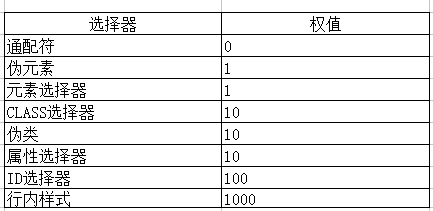 选择器 权值
通配符 0
伪元素 1
元素选择器 1
CLASS选择器 10
伪类 10
属性选择器 10
ID选择器 100
行内样式 1000